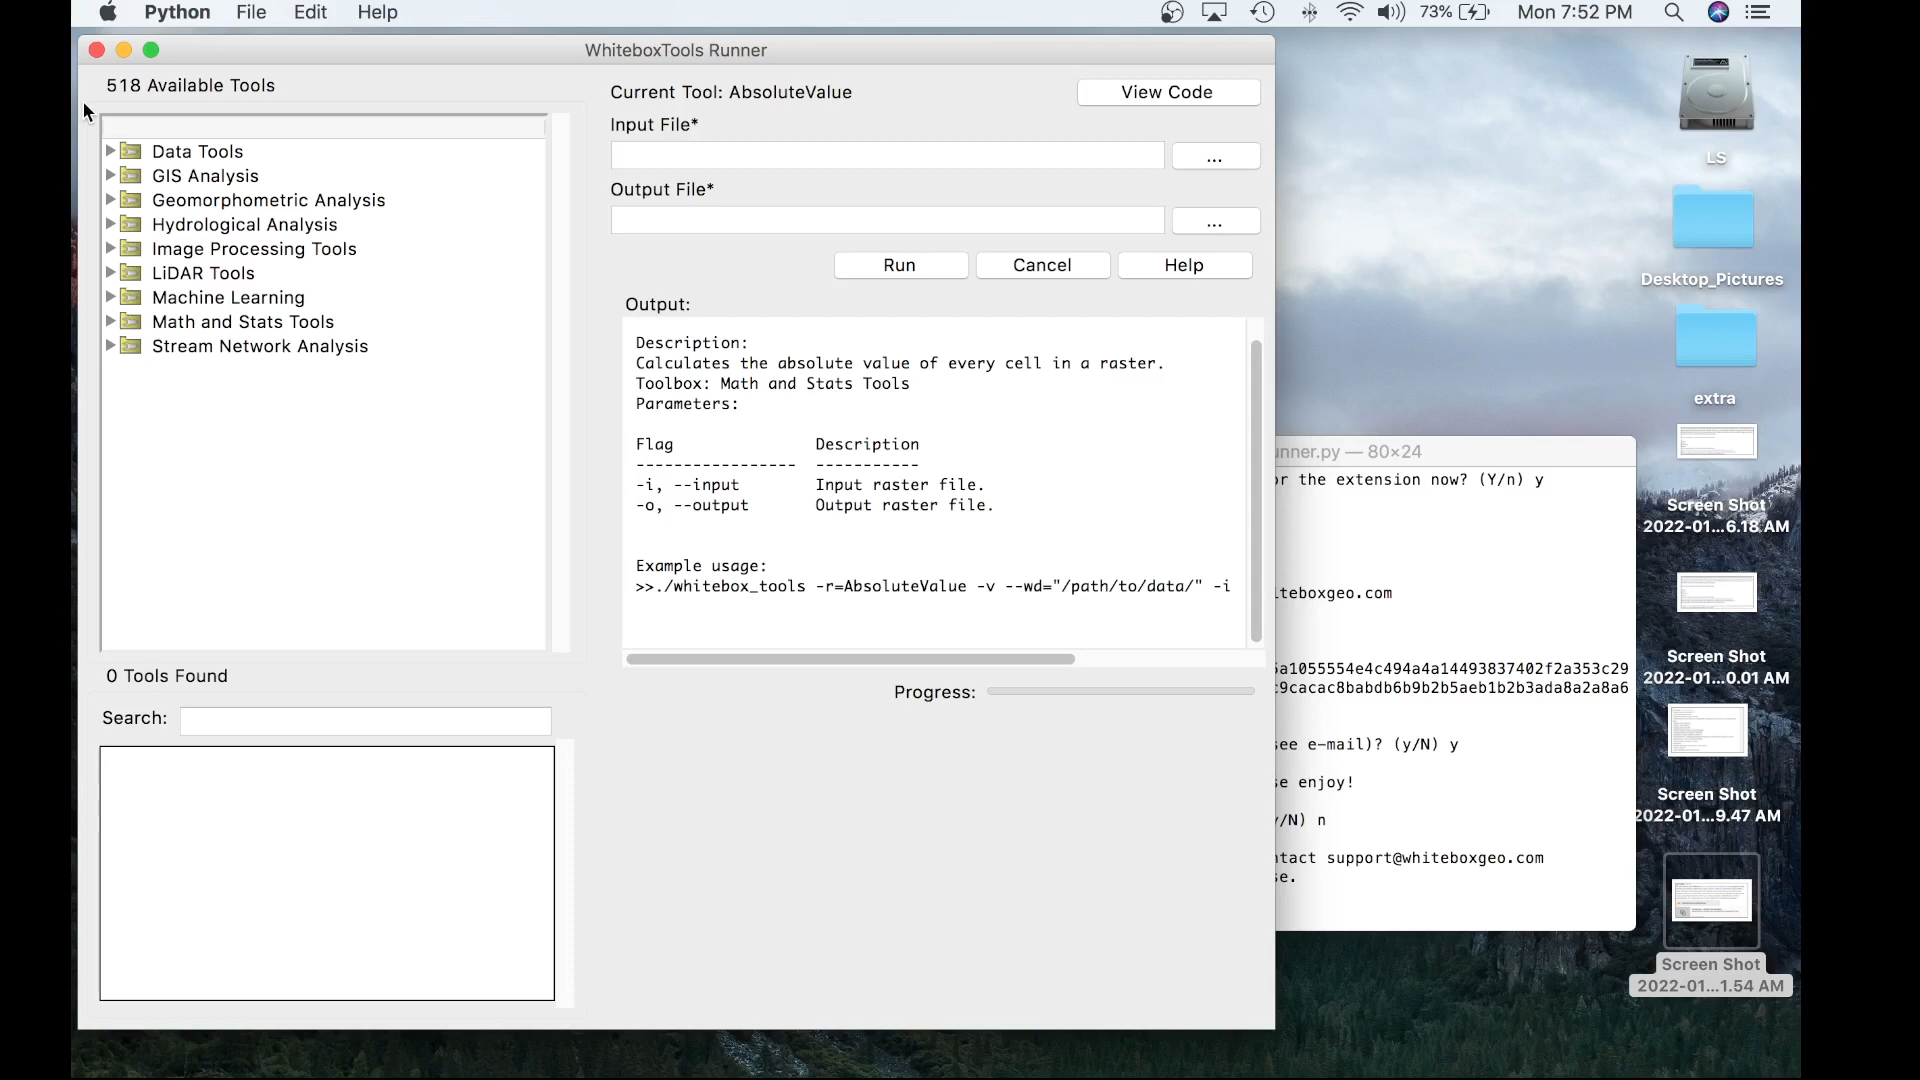 Python File Edit Help 73% Mon 7:52 PM
WhiteboxTools Runner
518 Available Tools
Data Tools
GIS Analysis
Geomorphometric Analysis
Hydrological Analysis
Image Processing Tools
LiDAR Tools
Machine Learning
Math and Stats Tools
Stream Network Analysis
0 Tools Found
Search:
Current Tool: AbsoluteValue
View Code
Input File*
...
Output File*
...
Run Cancel Help
Output:
Description:
Calculates the absolute value of every cell in a raster.
Toolbox: Math and Stats Tools
Parameters:
Flag Description
----------------- -----------
-i, --input Input raster file.
-o, --output Output raster file.
Example usage:
>>./whitebox_tools -r=AbsoluteValue -v --wd="/path/to/data/" -i
Progress:
nner.py — 80×24
or the extension now? (Y/n) y
iteboxgeo.com
a1055554e4c494a4a14493837402f2a353c29
9cacac8babdb6b9b2b5aeb1b2b3ada8a2a8a6
see e-mail)? (y/N) y
se enjoy!
y/N) n
ntact support@whiteboxgeo.com
se.
LS
Desktop_Pictures
extra
Screen Shot
2022-01...6.18 AM
Screen Shot
2022-01...0.01 AM
Screen Shot
2022-01...9.47 AM
Screen Shot
2022-01...1.54 AM